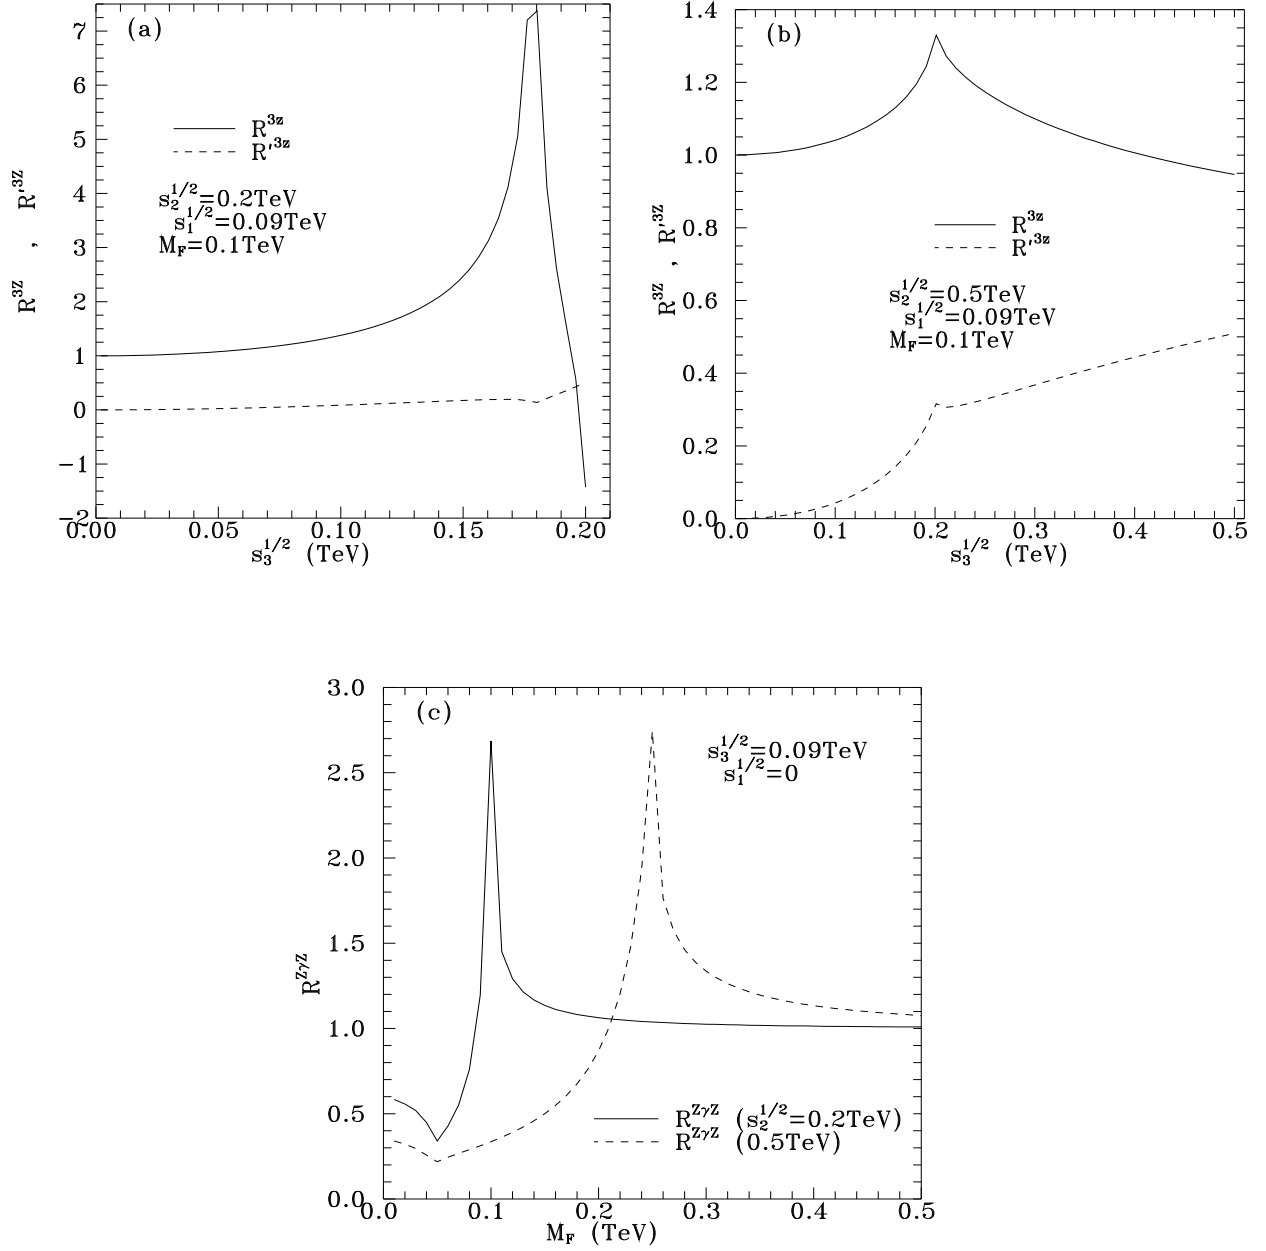 (a)
7
6
5
4
3
2
1
0
−1
−2
R^3Z , R′^3Z
R^3z
R′^3z
s_2^1/2=0.2TeV
s_1^1/2=0.09TeV
M_F=0.1TeV
0.00 0.05 0.10 0.15 0.20
s_3^1/2 (TeV)
(b)
1.4
1.2
1.0
0.8
0.6
0.4
0.2
0.0
R^3Z , R′^3Z
R^3z
R′^3z
s_2^1/2=0.5TeV
s_1^1/2=0.09TeV
M_F=0.1TeV
0.0 0.1 0.2 0.3 0.4 0.5
s_3^1/2 (TeV)
(c)
3.0
2.5
2.0
1.5
1.0
0.5
0.0
R^ZγZ
s_3^1/2=0.09TeV
s_1^1/2=0
R^ZγZ (s_2^1/2=0.2TeV)
R^ZγZ (0.5TeV)
0.0 0.1 0.2 0.3 0.4 0.5
M_F (TeV)